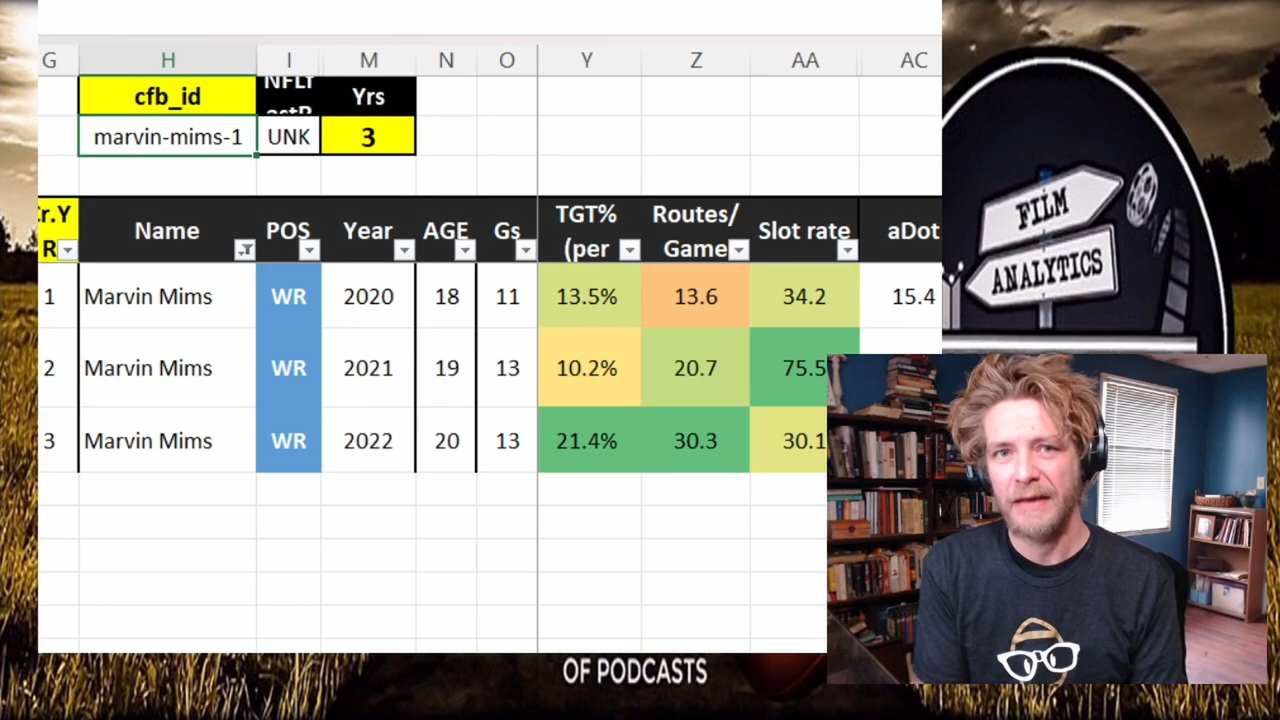 G H I M N O Y Z AA AC
cfb_id Yrs
marvin-mims-1 UNK 3
TGT% Routes/
Name POS Year AGE Gs Slot rate aDot
(per Game
1 Marvin Mims WR 2020 18 11 13.5% 13.6 34.2 15.4
2 Marvin Mims WR 2021 19 13 10.2% 20.7 75.5
3 Marvin Mims WR 2022 20 13 21.4% 30.3 30.1
FILM
ANALYTICS
OF PODCASTS